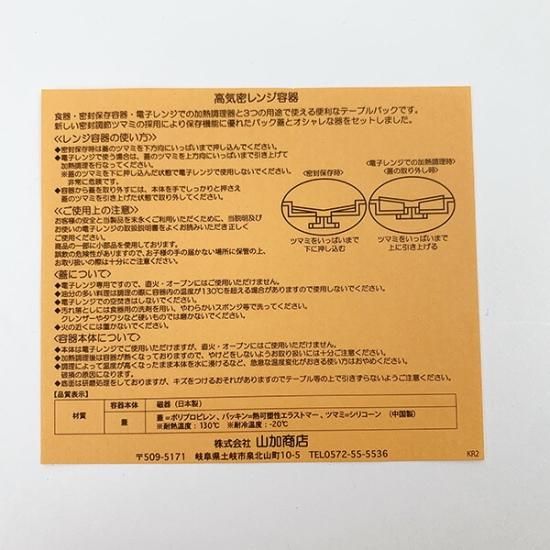 高気密レンジ容器
食器・密封保存容器・電子レンジでの加熱調理器と3つの用途で使える便利なテーブルパックです。
新しい密封調節ツマミの採用により保存機能に優れたパック蓋とオシャレな器をセットしました。
≪レンジ容器の使い方≫
◆密封保存時は蓋のツマミを下方向にいっぱいまで押し込んでください。
◆電子レンジで使う場合は、蓋のツマミを上方向にいっぱいまで引き上げて
加熱調理を行なってください。
※蓋のツマミを下に押し込んだ状態で電子レンジで使用しないでください。
非常に危険です。
◆容器から蓋を取り外すには、本体を手でしっかりと押さえ
蓋のツマミを引き上げた状態で取り外してください。
≪ご使用上の注意≫
お客様の安全と当製品を末永くご利用いただくために、当説明及び
お使いの電子レンジの取扱説明書をよくお読みいただき正しく
ご使用ください。
商品の一部に小部品を使用しております。
誤飲の危険性がありますので、お子様の手の届かない場所に保管の上、
お取り扱いの際は十分にご注意ください。
〈密封保存時〉
ツマミをいっぱいまで
下に押し込む
〈電子レンジでの加熱調理時〉
〈蓋の取り外し時〉
ツマミをいっぱいまで
上に引き上げる
≪蓋について≫
◆電子レンジ専用ですので、直火・オーブンにはご使用いただけません。
◆油分の多い料理は調理の際に容器内の温度が130℃を超える場合がありますので使用しないでください。
◆電子レンジでの空焚きはしないでください。
◆汚れ落としには食器用の洗剤を用い、やわらかいスポンジ等で洗ってください。
クレンザーやタワシなど硬いものでは磨かないでください。
◆火の近くには置かないでください。
≪容器本体について≫
◆本体は電子レンジでご使用いただけますが、直火・オーブンではご使用いただけません。
◆加熱調理後は容器が熱くなっておりますので、やけどをしないようお取り扱いには十分ご注意ください。
◆調理によって温度が高くなったまま本体を水に浸けるなど、急激な温度変化がおきる使い方はおやめください。
破損の原因になります。
◆底面は研磨処理をしておりますが、キズをつけるおそれがありますのでテーブル等の上で引きずらないようご注意ください。
【品質表示】
材質 容器本体 磁器（日本製）
蓋 蓋=ポリプロピレン、パッキン=熱可塑性エラストマー、ツマミ=シリコーン （中国製）
※耐熱温度：130℃ ※耐冷温度：-20℃
株式会社 山加商店
〒509-5171 岐阜県土岐市泉北山町10-5 TEL0572-55-5536
KR2